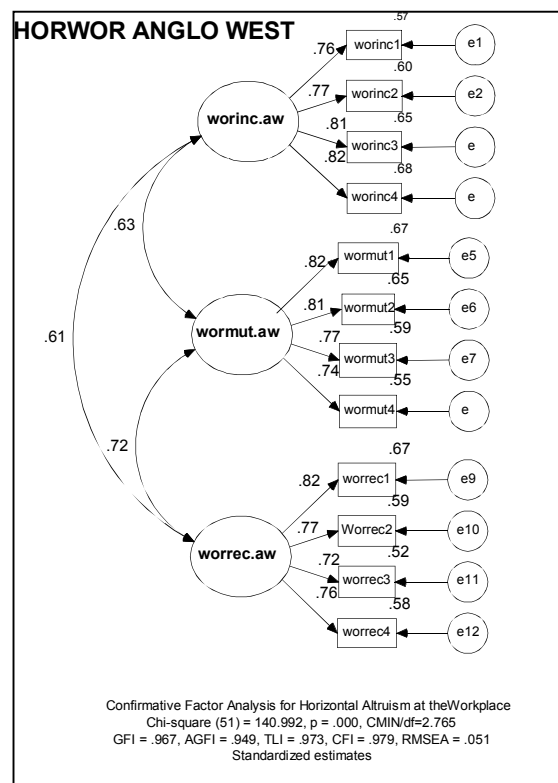 HORWOR ANGLO WEST
.57
.76 worinc1 e1
.60
.77 worinc2 e2
.65
worinc.aw
.81 worinc3 e
.82 .68
worinc4 e
.63
.67
.82 wormut1 e5
.65
.81 wormut2 e6
.61 wormut.aw
.59
.77 wormut3 e7
.74 .55
wormut4 e
.72
.67
.82 worrec1 e9
.59
.77 Worrec2 e10
worrec.aw
.52
.72 worrec3 e11
.76 .58
worrec4 e12
Confirmative Factor Analysis for Horizontal Altruism at theWorkplace
Chi-square (51) = 140.992, p = .000, CMIN/df=2.765
GFI = .967, AGFI = .949, TLI = .973, CFI = .979, RMSEA = .051
Standardized estimates